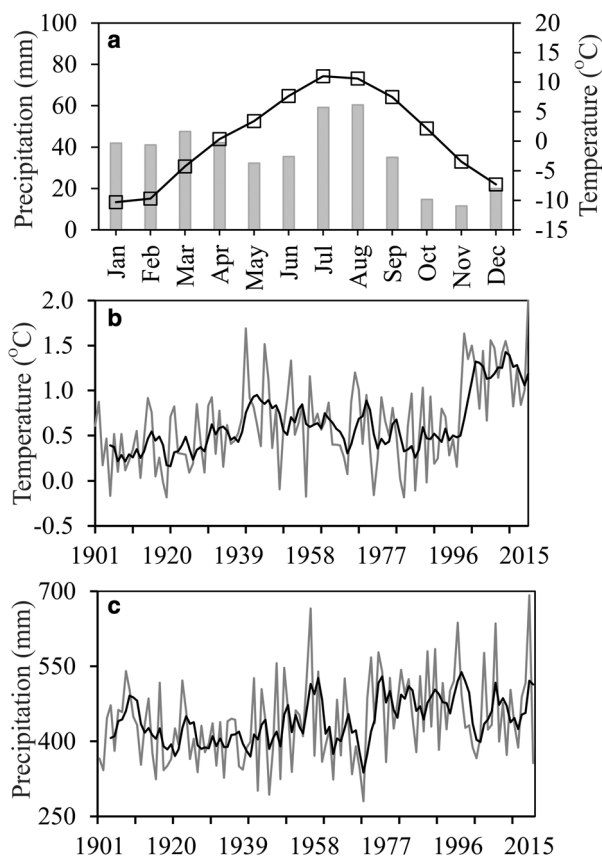 a
Precipitation (mm)
100
80
60
40
20
0
20
15
10
5
0
-5
-10
-15
Temperature (°C)
Jan Feb Mar Apr May Jun Jul Aug Sep Oct Nov Dec
b
Temperature (°C)
2.0
1.5
1.0
0.5
0.0
-0.5
1901 1920 1939 1958 1977 1996 2015
c
Precipitation (mm)
700
550
400
250
1901 1920 1939 1958 1977 1996 2015